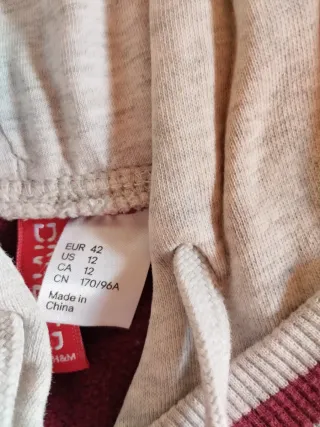 EUR 42
US 12
CA 12
CN 170/96A
Made in
China
H&M